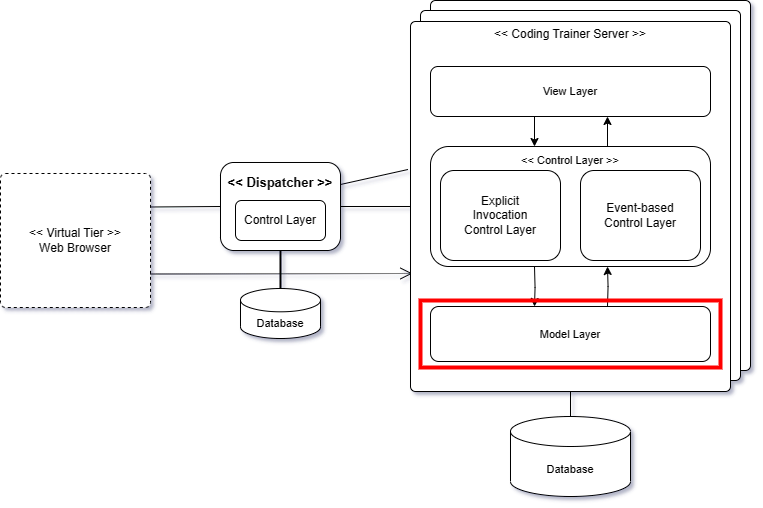 << Coding Trainer Server >>
View Layer
<< Control Layer >>
Explicit
Invocation
Control Layer
Event-based
Control Layer
Model Layer
Database
<< Dispatcher >>
Control Layer
Database
<< Virtual Tier >>
Web Browser